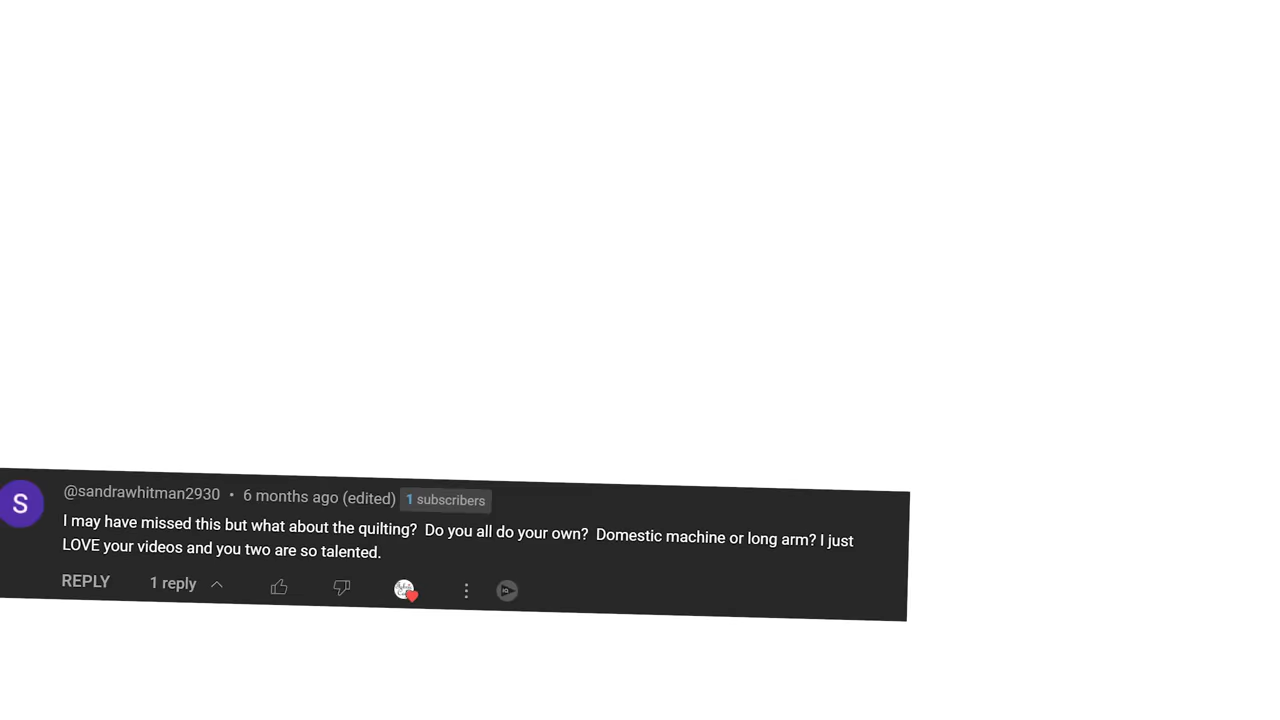 S
@sandrawhitman2930 • 6 months ago (edited) 1 subscribers
I may have missed this but what about the quilting?  Do you all do your own?  Domestic machine or long arm? I just
LOVE your videos and you two are so talented.
REPLY 1 reply
IQ